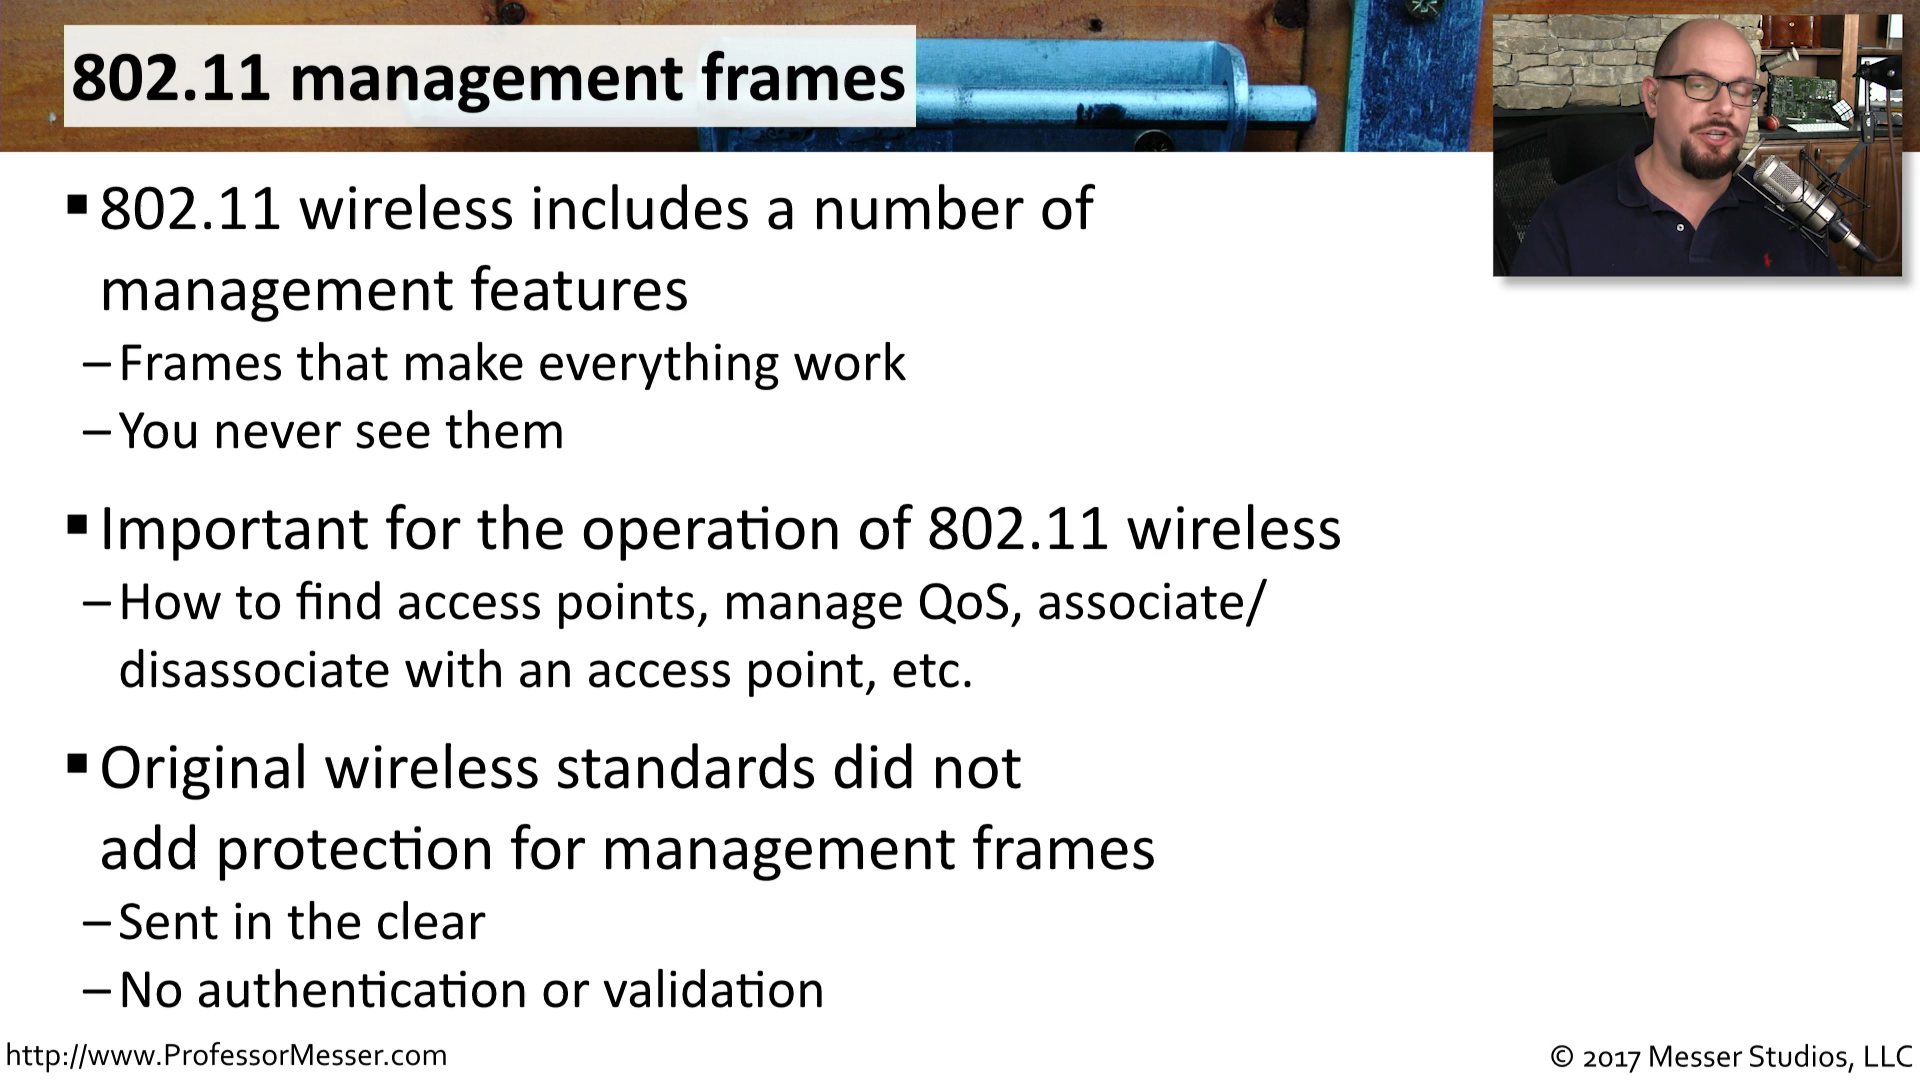 802.11 management frames
▪ 802.11 wireless includes a number of
management features
– Frames that make everything work
– You never see them
▪ Important for the operation of 802.11 wireless
– How to find access points, manage QoS, associate/
disassociate with an access point, etc.
▪ Original wireless standards did not
add protection for management frames
– Sent in the clear
– No authentication or validation
http://www.ProfessorMesser.com
© 2017 Messer Studios, LLC